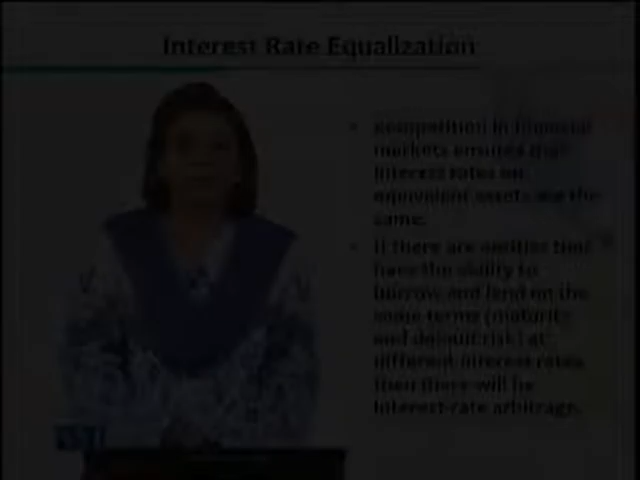 Interest Rate Equalization
• Competition in financial
markets ensures that
interest rates on
equivalent assets are the
same.
• If there are entities that
have the ability to
borrow and lend on the
same terms (maturity
and default risk) at
different interest rates
then there will be
interest-rate arbitrage.